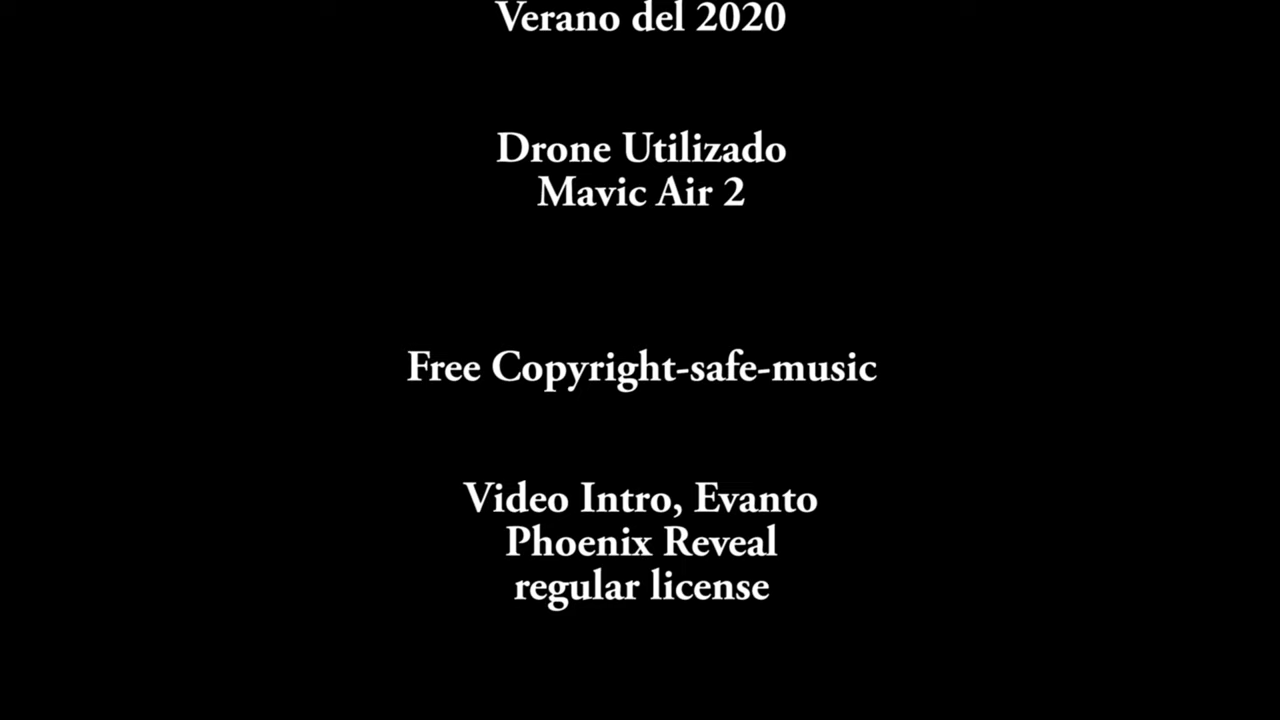 Verano del 2020
Drone Utilizado
Mavic Air 2
Free Copyright-safe-music
Video Intro, Evanto
Phoenix Reveal
regular license